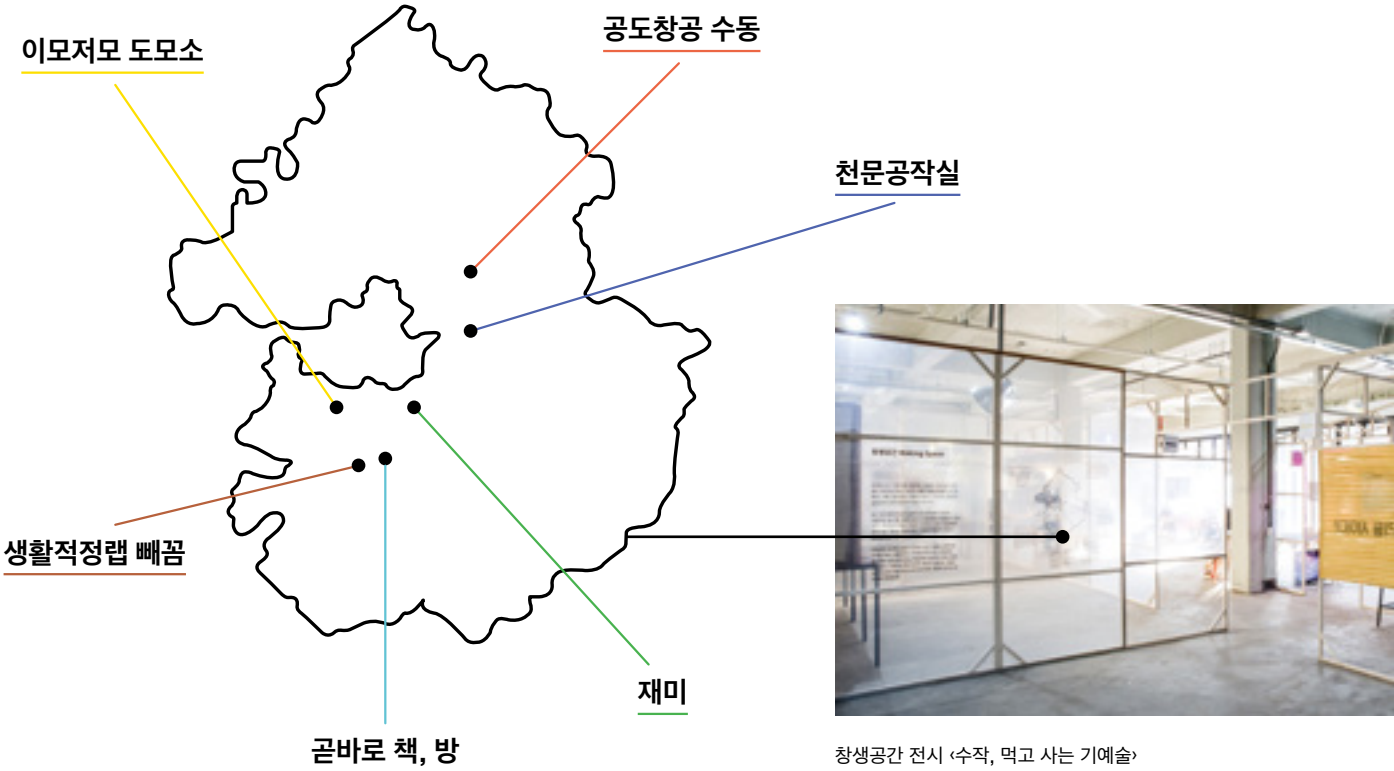 이모저모 도모소
공도창공 수동
천문공작실
생활적정랩 빼꼼
재미
곧바로 책, 방
창생공간 전시 ‹수작, 먹고 사는 기예술›